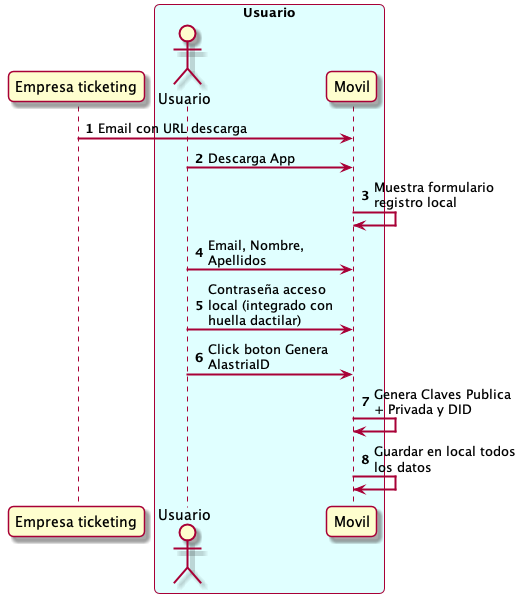 Usuario
Usuario
Empresa ticketing
Movil
1 Email con URL descarga
2 Descarga App
3 Muestra formulario
registro local
4 Email, Nombre,
Apellidos
5 Contraseña acceso
local (integrado con
huella dactilar)
6 Click boton Genera
AlastriaID
7 Genera Claves Publica
+ Privada y DID
8 Guardar en local todos
los datos
Empresa ticketing
Usuario
Movil